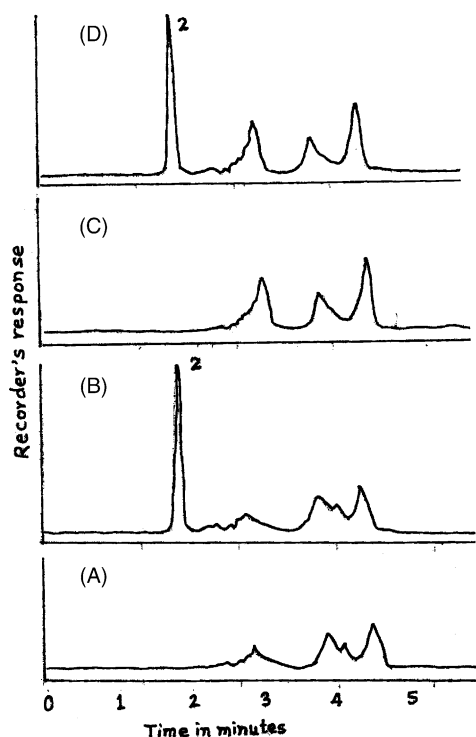 (D)
2
(C)
(B)
2
(A)
Recorder's response
0 1 2 3 4 5
Time in minutes